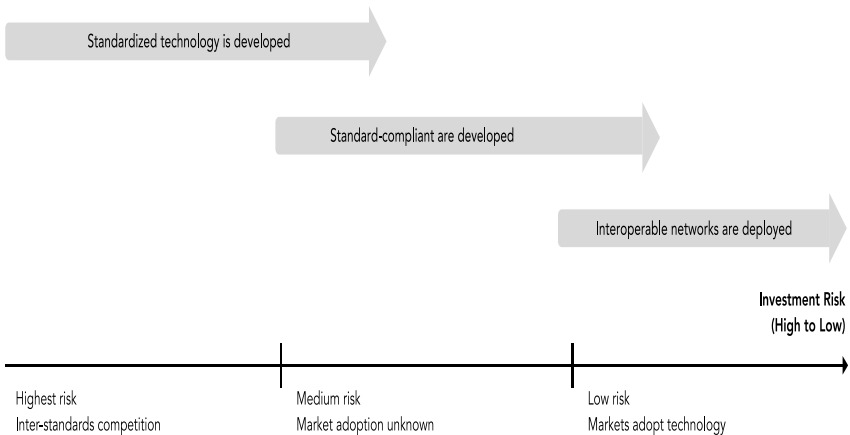 Standardized technology is developed
Standard-compliant are developed
Interoperable networks are deployed
Investment Risk
(High to Low)
Highest risk
Inter-standards competition
Medium risk
Market adoption unknown
Low risk
Markets adopt technology